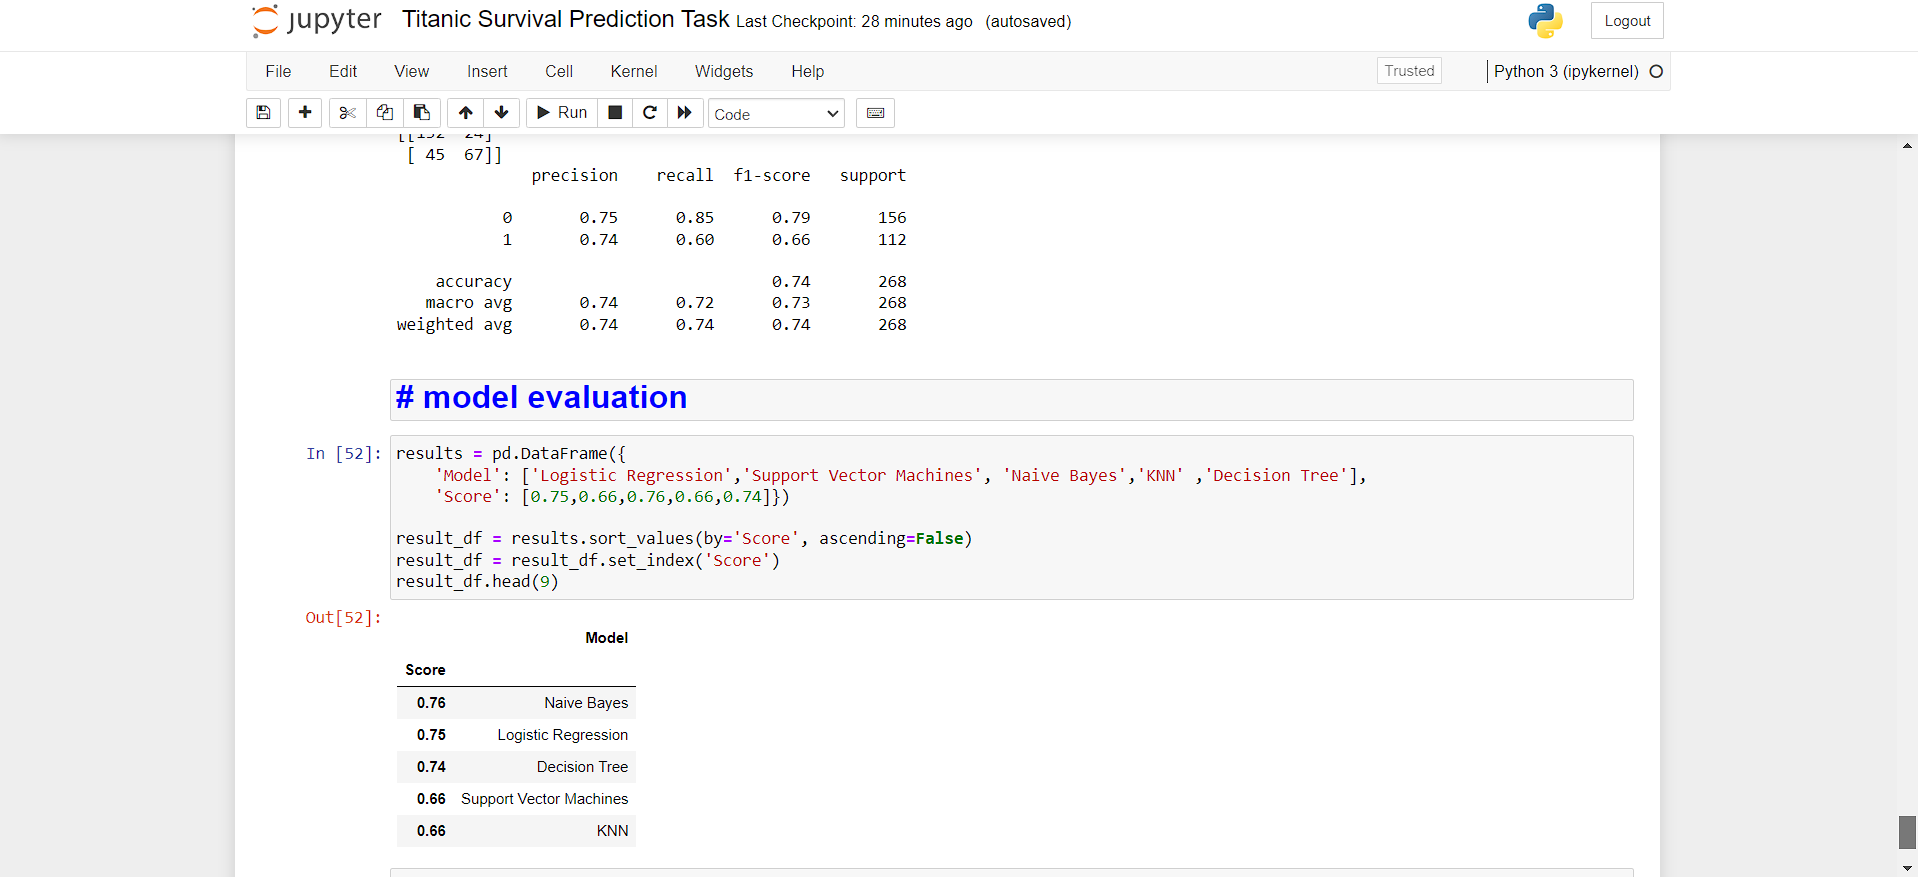 jupyter Titanic Survival Prediction Task Last Checkpoint: 28 minutes ago (autosaved) Logout
File Edit View Insert Cell Kernel Widgets Help Trusted Python 3 (ipykernel)
Run Code
[ 45 67]]
precision recall f1-score support
0 0.75 0.85 0.79 156
1 0.74 0.60 0.66 112
accuracy 0.74 268
macro avg 0.74 0.72 0.73 268
weighted avg 0.74 0.74 0.74 268
# model evaluation
In [52]: results = pd.DataFrame({
'Model': ['Logistic Regression','Support Vector Machines', 'Naive Bayes','KNN' ,'Decision Tree'],
'Score': [0.75,0.66,0.76,0.66,0.74]})
result_df = results.sort_values(by='Score', ascending=False)
result_df = result_df.set_index('Score')
result_df.head(9)
Out[52]:
Model
Score
0.76 Naive Bayes
0.75 Logistic Regression
0.74 Decision Tree
0.66 Support Vector Machines
0.66 KNN